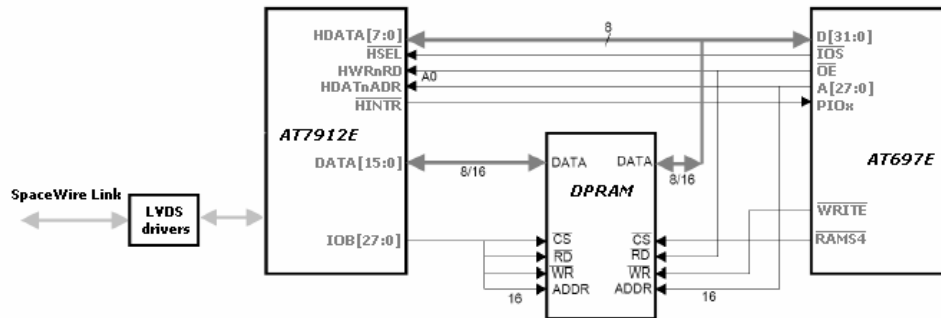 HDATA[7:0]
8
D[31:0]
HSEL
IOS
HWRnRD
A0
OE
HDATnADR
A[27:0]
HINTR
PIOx
AT7912E
AT697E
DATA[15:0]
8/16
DATA
DATA
8/16
DPRAM
SpaceWire Link
LVDS
drivers
WRITE
IOB[27:0]
CS
CS
RAMS4
RD
RD
WR
WR
16
ADDR
ADDR
16